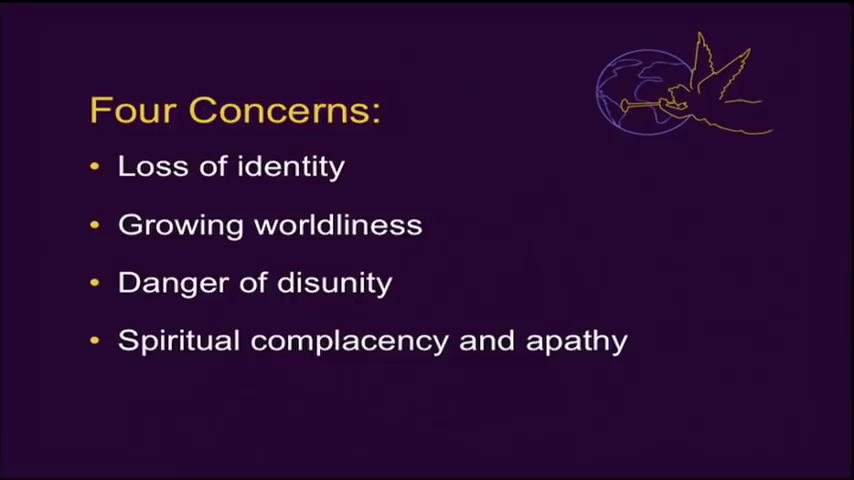 Four Concerns:
• Loss of identity
• Growing worldliness
• Danger of disunity
• Spiritual complacency and apathy